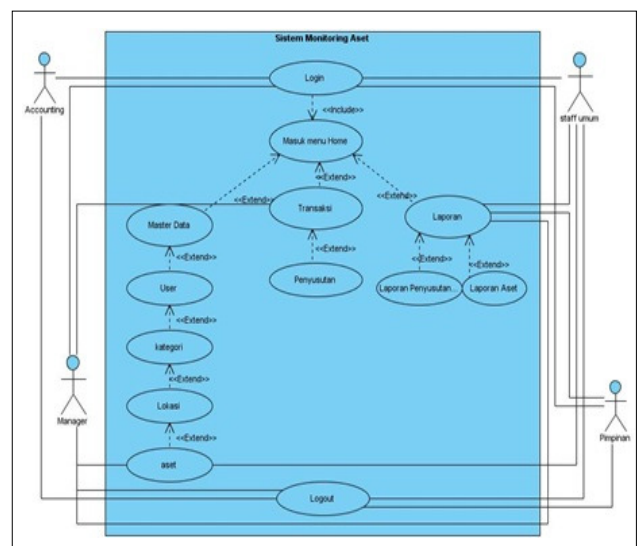 Sistem Monitoring Aset
Login
Accounting
staff umum
<<Include>>
Masuk menu Home
<<Extend>>
<<Extend>>
<<Extend>>
Master Data
Transaksi
Laporan
<<Extend>>
<<Extend>>
<<Extend>>
<<Extend>>
User
Penyusutan
Laporan Penyusutan...
Laporan Aset
<<Extend>>
kategori
<<Extend>>
Lokasi
Manager
Pimpinan
<<Extend>>
aset
Logout